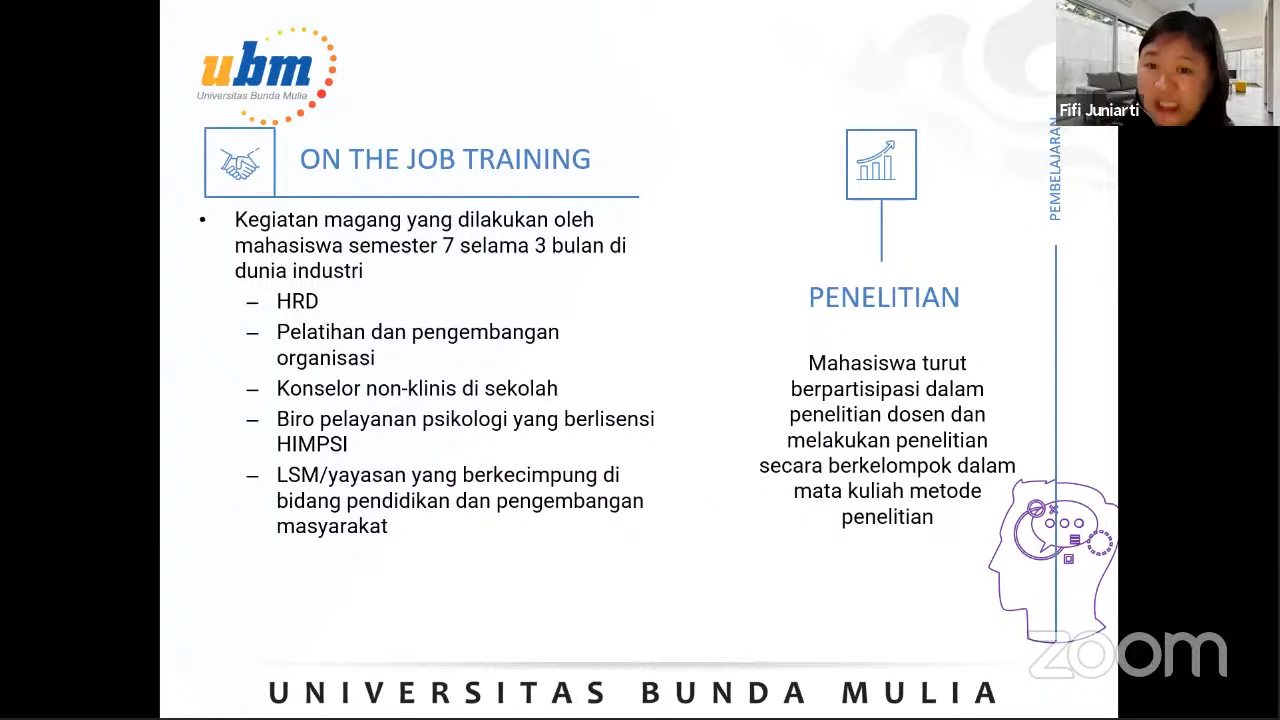 ubm
Universitas Bunda Mulia
Fifi Juniarti
ON THE JOB TRAINING
• Kegiatan magang yang dilakukan oleh
mahasiswa semester 7 selama 3 bulan di
dunia industri
– HRD
– Pelatihan dan pengembangan
organisasi
– Konselor non-klinis di sekolah
– Biro pelayanan psikologi yang berlisensi
HIMPSI
– LSM/yayasan yang berkecimpung di
bidang pendidikan dan pengembangan
masyarakat
PENELITIAN
Mahasiswa turut
berpartisipasi dalam
penelitian dosen dan
melakukan penelitian
secara berkelompok dalam
mata kuliah metode
penelitian
PEMBELAJARAN
zoom
UNIVERSITAS BUNDA MULIA